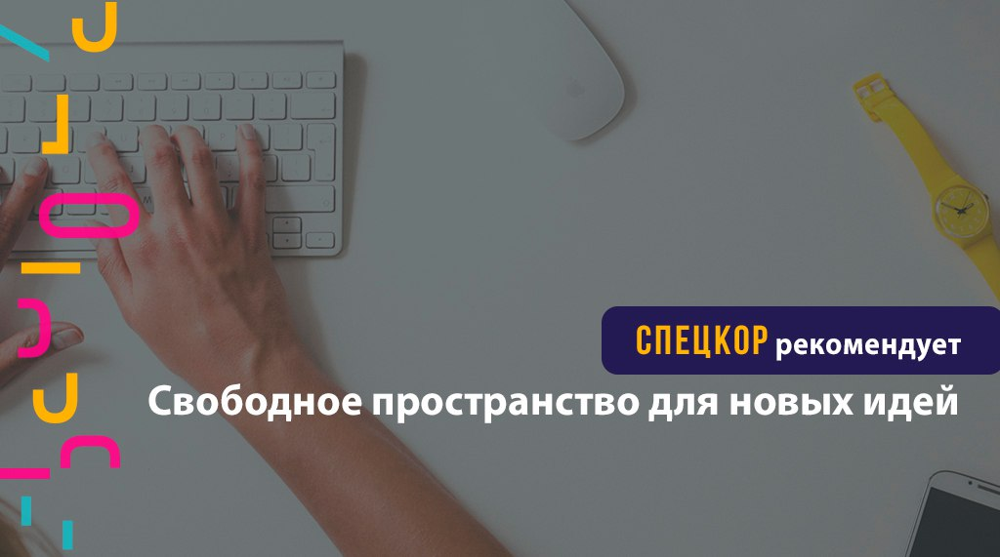 СПЕЦКОР рекомендует
Свободное пространство для новых идей